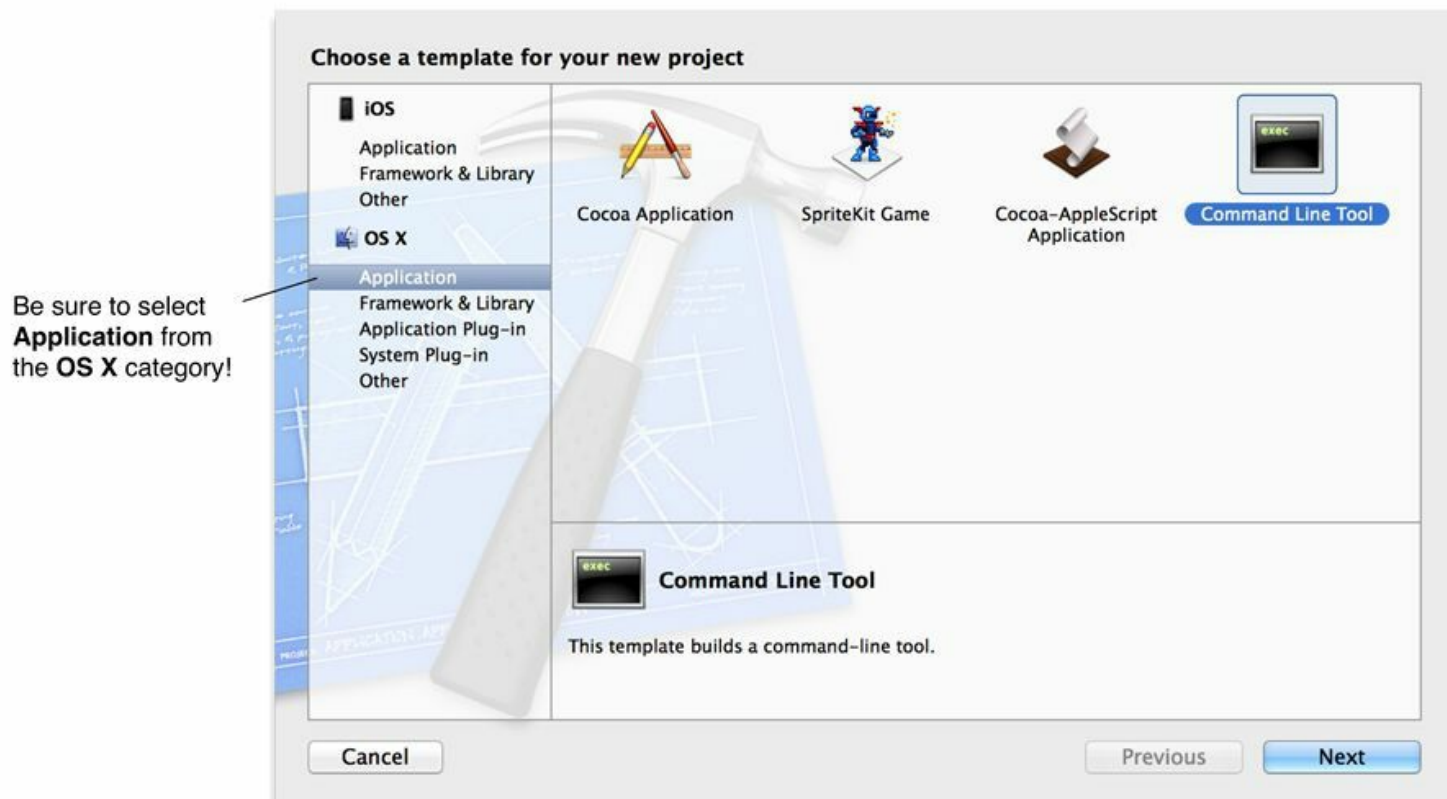 Choose a template for your new project
iOS
Application
Framework & Library
Other
OS X
Application
Framework & Library
Application Plug-in
System Plug-in
Other
Be sure to select
Application from
the OS X category!
Cocoa Application
SpriteKit Game
Cocoa-AppleScript
Application
exec
Command Line Tool
exec
Command Line Tool
This template builds a command-line tool.
Cancel
Previous
Next